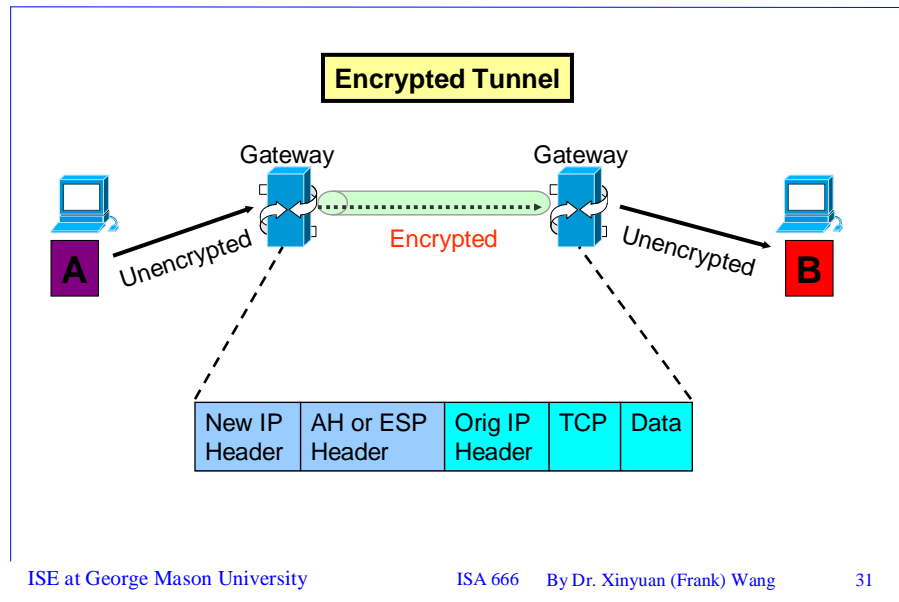 Encrypted Tunnel
Gateway
Gateway
A
Unencrypted
Encrypted
Unencrypted
B
New IP
Header
AH or ESP
Header
Orig IP
Header
TCP
Data
ISE at George Mason University
ISA 666
By Dr. Xinyuan (Frank) Wang
31